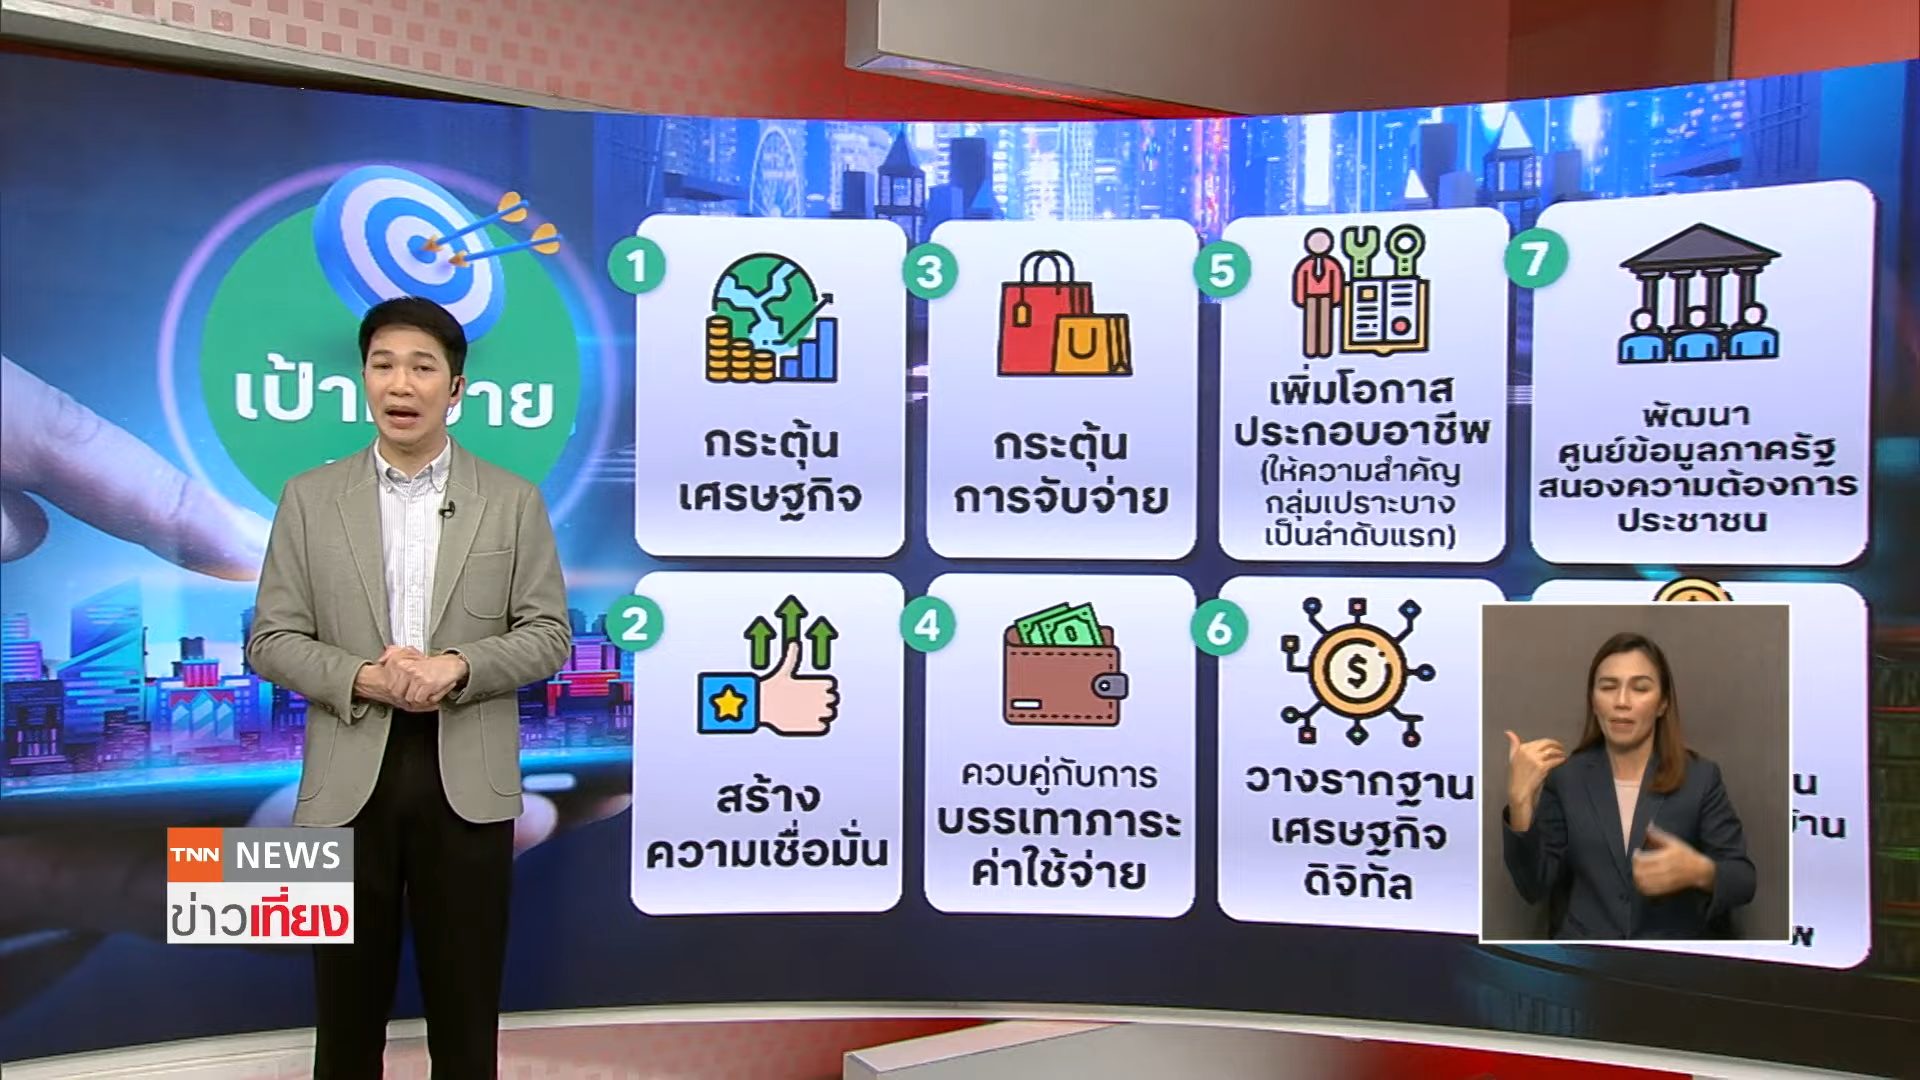 1
กระตุ้น
เศรษฐกิจ
2
สร้าง
ความเชื่อมั่น
3
กระตุ้น
การจับจ่าย
4
ควบคู่กับการ
บรรเทาภาระ
ค่าใช้จ่าย
5
เพิ่มโอกาส
ประกอบอาชีพ
(ให้ความสำคัญ
กลุ่มเปราะบาง
เป็นลำดับแรก)
6
วางรากฐาน
เศรษฐกิจ
ดิจิทัล
7
พัฒนา
ศูนย์ข้อมูลภาครัฐ
สนองความต้องการ
ประชาชน
TNN NEWS
ข่าวเที่ยง